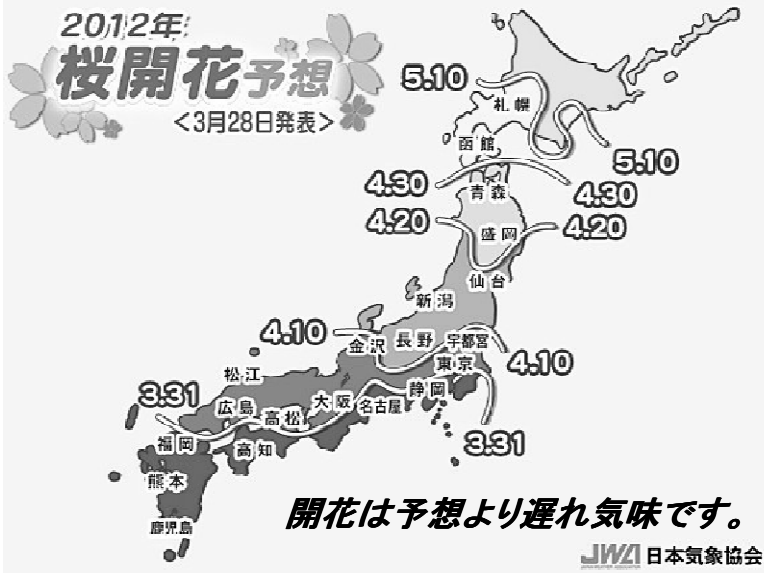 2012年
桜開花予想
<3月28日発表>
5.10
札幌
函館
5.10
4.30
青森
4.30
4.20
盛岡
4.20
仙台
新潟
4.10
金沢
長野
宇都宮
4.10
東京
松江
静岡
3.31
広島
高松
大阪
名古屋
3.31
福岡
高知
熊本
鹿児島
開花は予想より遅れ気味です。
JWA 日本気象協会